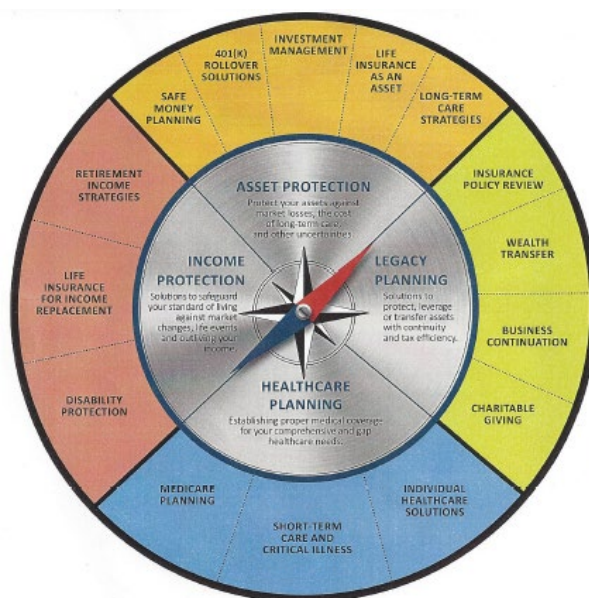 INVESTMENT
MANAGEMENT
401(K)
ROLLOVER
SOLUTIONS
LIFE
INSURANCE
AS AN
ASSET
SAFE
MONEY
PLANNING
LONG-TERM
CARE
STRATEGIES
RETIREMENT
INCOME
STRATEGIES
INSURANCE
POLICY REVIEW
ASSET PROTECTION
Protect your assets against
market losses, the cost
of long-term care,
and other uncertainties.
WEALTH
TRANSFER
LIFE
INSURANCE
FOR INCOME
REPLACEMENT
INCOME
PROTECTION
Solutions to safeguard
your standard of living
against market
changes, life events
and outliving your
income.
LEGACY
PLANNING
Solutions to
protect, leverage
or transfer assets
with continuity
and tax efficiency.
BUSINESS
CONTINUATION
DISABILITY
PROTECTION
HEALTHCARE
PLANNING
Establishing proper medical coverage
for your comprehensive and gap
healthcare needs.
CHARITABLE
GIVING
MEDICARE
PLANNING
SHORT-TERM
CARE AND
CRITICAL ILLNESS
INDIVIDUAL
HEALTHCARE
SOLUTIONS